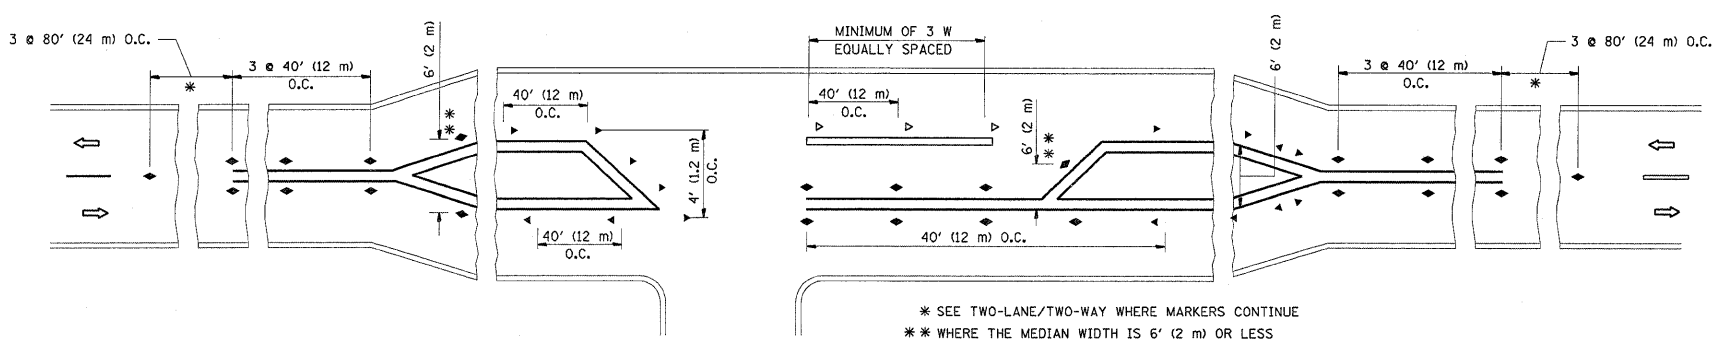 3 @ 80' (24 m) O.C.
*
3 @ 40' (12 m)
O.C.
6' (2 m)
**
40' (12 m)
O.C.
40' (12 m)
O.C.
4' (1.2 m)
O.C.
MINIMUM OF 3 W
EQUALLY SPACED
40' (12 m)
O.C.
6' (2 m)
**
40' (12 m) O.C.
6' (2 m)
3 @ 40' (12 m)
O.C.
3 @ 80' (24 m) O.C.
*
* SEE TWO-LANE/TWO-WAY WHERE MARKERS CONTINUE
** WHERE THE MEDIAN WIDTH IS 6' (2 m) OR LESS